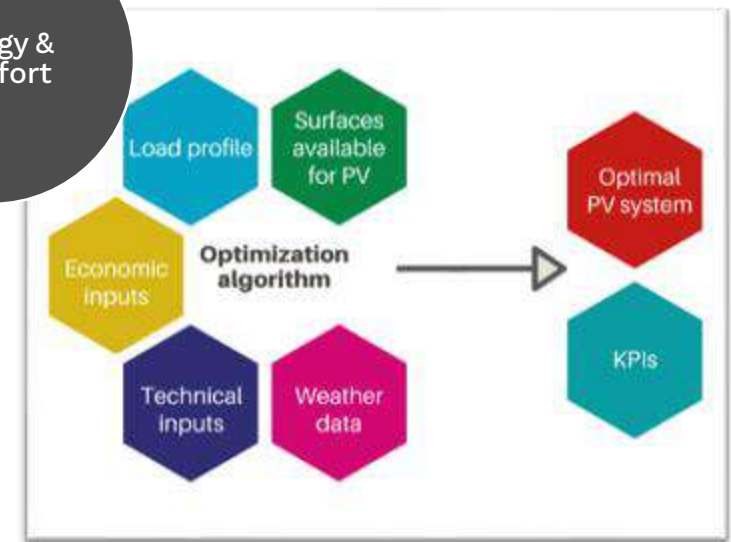 gy &
fort
Load profile
Surfaces
available
for PV
Economic
inputs
Optimization
algorithm
Technical
inputs
Weather
data
Optimal
PV system
KPIs